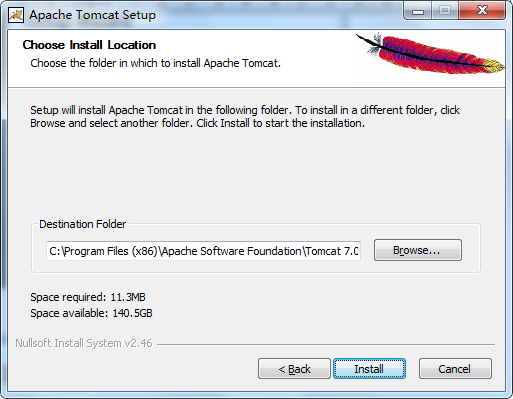 Apache Tomcat Setup
Choose Install Location
Choose the folder in which to install Apache Tomcat.
Setup will install Apache Tomcat in the following folder. To install in a different folder, click
Browse and select another folder. Click Install to start the installation.
Destination Folder
C:\Program Files (x86)\Apache Software Foundation\Tomcat 7.0
Browse...
Space required: 11.3MB
Space available: 140.5GB
Nullsoft Install System v2.46
< Back
Install
Cancel